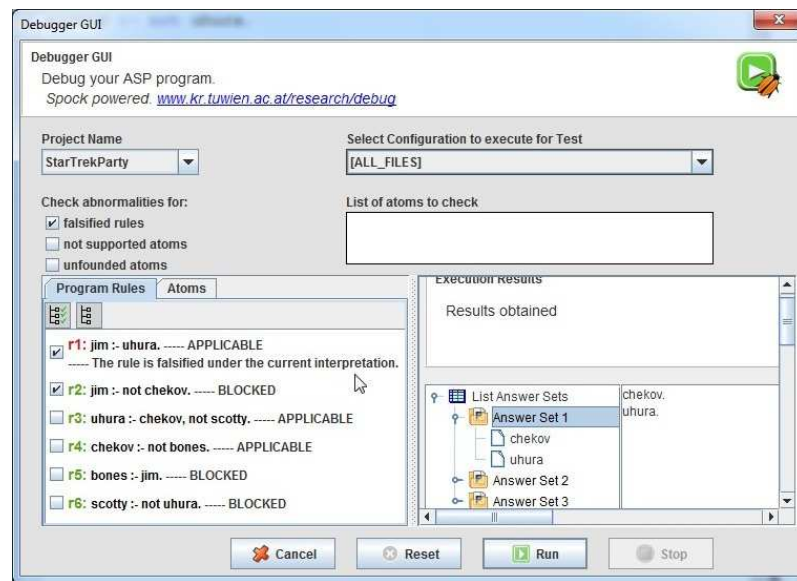 Debugger GUI
Debugger GUI
Debug your ASP program.
Spock powered. www.kr.tuwien.ac.at/research/debug
Project Name
StarTrekParty
Select Configuration to execute for Test
[ALL_FILES]
Check abnormalities for:
falsified rules
not supported atoms
unfounded atoms
List of atoms to check
Program Rules Atoms
r1: jim :- uhura. ----- APPLICABLE
----- The rule is falsified under the current interpretation.
r2: jim :- not chekov. ----- BLOCKED
r3: uhura :- chekov, not scotty. ----- APPLICABLE
r4: chekov :- not bones. ----- APPLICABLE
r5: bones :- jim. ----- BLOCKED
r6: scotty :- not uhura. ----- BLOCKED
Execution Results
Results obtained
List Answer Sets
Answer Set 1
chekov
uhura
Answer Set 2
Answer Set 3
chekov.
uhura.
Cancel Reset Run Stop